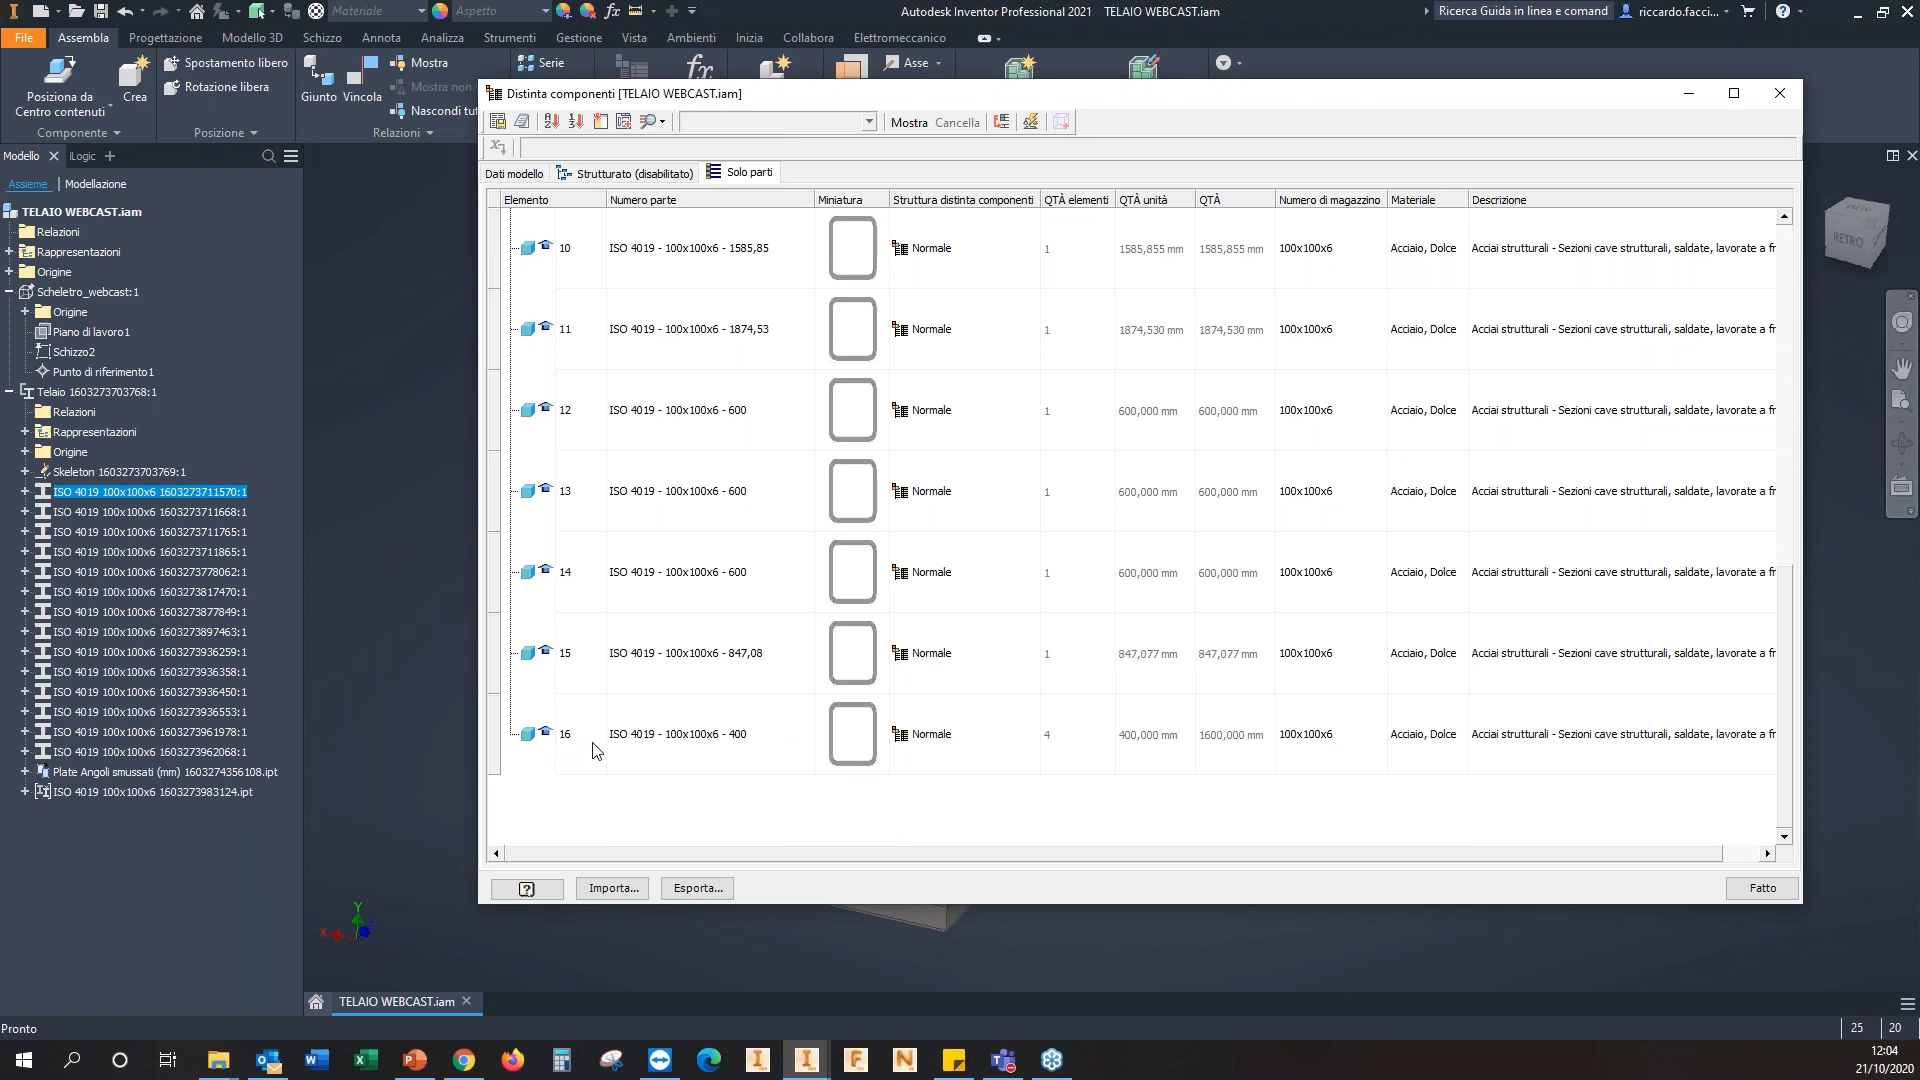 Materiale
Aspetto
Autodesk Inventor Professional 2021 TELAIO WEBCAST.iam
Ricerca Guida in linea e comand
riccardo.facci...
File Assembla Progettazione Modello 3D Schizzo Annota Analizza Strumenti Gestione Vista Ambienti Inizia Collabora Elettromeccanico
Posiziona da
Centro contenuti
Crea
Spostamento libero
Rotazione libera
Giunto Vincola
Mostra
Mostra non
Nascondi tut
Serie
Asse
Componente Posizione Relazioni
Distinta componenti [TELAIO WEBCAST.iam]
Mostra Cancella
Dati modello Strutturato (disabilitato) Solo parti
Elemento Numero parte Miniatura Struttura distinta componenti QTÀ elementi QTÀ unità QTÀ Numero di magazzino Materiale Descrizione
10 ISO 4019 - 100x100x6 - 1585,85 Normale 1 1585,855 mm 1585,855 mm 100x100x6 Acciaio, Dolce Acciai strutturali - Sezioni cave strutturali, saldate, lavorate a fr
11 ISO 4019 - 100x100x6 - 1874,53 Normale 1 1874,530 mm 1874,530 mm 100x100x6 Acciaio, Dolce Acciai strutturali - Sezioni cave strutturali, saldate, lavorate a fr
12 ISO 4019 - 100x100x6 - 600 Normale 1 600,000 mm 600,000 mm 100x100x6 Acciaio, Dolce Acciai strutturali - Sezioni cave strutturali, saldate, lavorate a fr
13 ISO 4019 - 100x100x6 - 600 Normale 1 600,000 mm 600,000 mm 100x100x6 Acciaio, Dolce Acciai strutturali - Sezioni cave strutturali, saldate, lavorate a fr
14 ISO 4019 - 100x100x6 - 600 Normale 1 600,000 mm 600,000 mm 100x100x6 Acciaio, Dolce Acciai strutturali - Sezioni cave strutturali, saldate, lavorate a fr
15 ISO 4019 - 100x100x6 - 847,08 Normale 1 847,077 mm 847,077 mm 100x100x6 Acciaio, Dolce Acciai strutturali - Sezioni cave strutturali, saldate, lavorate a fr
16 ISO 4019 - 100x100x6 - 400 Normale 4 400,000 mm 1600,000 mm 100x100x6 Acciaio, Dolce Acciai strutturali - Sezioni cave strutturali, saldate, lavorate a fr
Importa... Esporta... Fatto
Modello iLogic
Assieme Modellazione
TELAIO WEBCAST.iam
Relazioni
Rappresentazioni
Origine
Scheletro_webcast:1
Origine
Piano di lavoro1
Schizzo2
Punto di riferimento1
Telaio 1603273703768:1
Relazioni
Rappresentazioni
Origine
Skeleton 1603273703769:1
ISO 4019 100x100x6 1603273711570:1
ISO 4019 100x100x6 1603273711668:1
ISO 4019 100x100x6 1603273711765:1
ISO 4019 100x100x6 1603273711865:1
ISO 4019 100x100x6 1603273778062:1
ISO 4019 100x100x6 1603273817470:1
ISO 4019 100x100x6 1603273877849:1
ISO 4019 100x100x6 1603273897463:1
ISO 4019 100x100x6 1603273936259:1
ISO 4019 100x100x6 1603273936358:1
ISO 4019 100x100x6 1603273936450:1
ISO 4019 100x100x6 1603273936553:1
ISO 4019 100x100x6 1603273961978:1
ISO 4019 100x100x6 1603273962068:1
Plate Angoli smussati (mm) 1603274356108.ipt
ISO 4019 100x100x6 1603273983124.ipt
RETRO
Y
X
TELAIO WEBCAST.iam
Pronto
25 20
12:04
21/10/2020